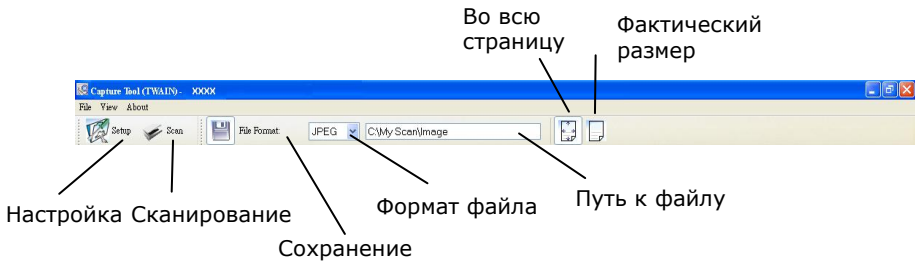 Во всю
страницу
Фактический
размер
Capture Tool (TWAIN) - XXXX
File View About
Setup Scan File Format: JPEG C:\My Scan\Image
Настройка Сканирование
Формат файла
Путь к файлу
Сохранение